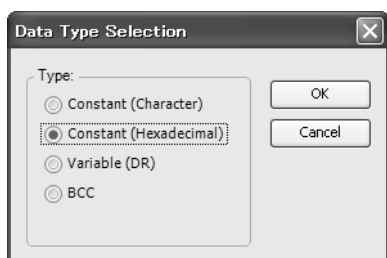 Data Type Selection
Type:
Constant (Character)
Constant (Hexadecimal)
Variable (DR)
BCC
OK
Cancel